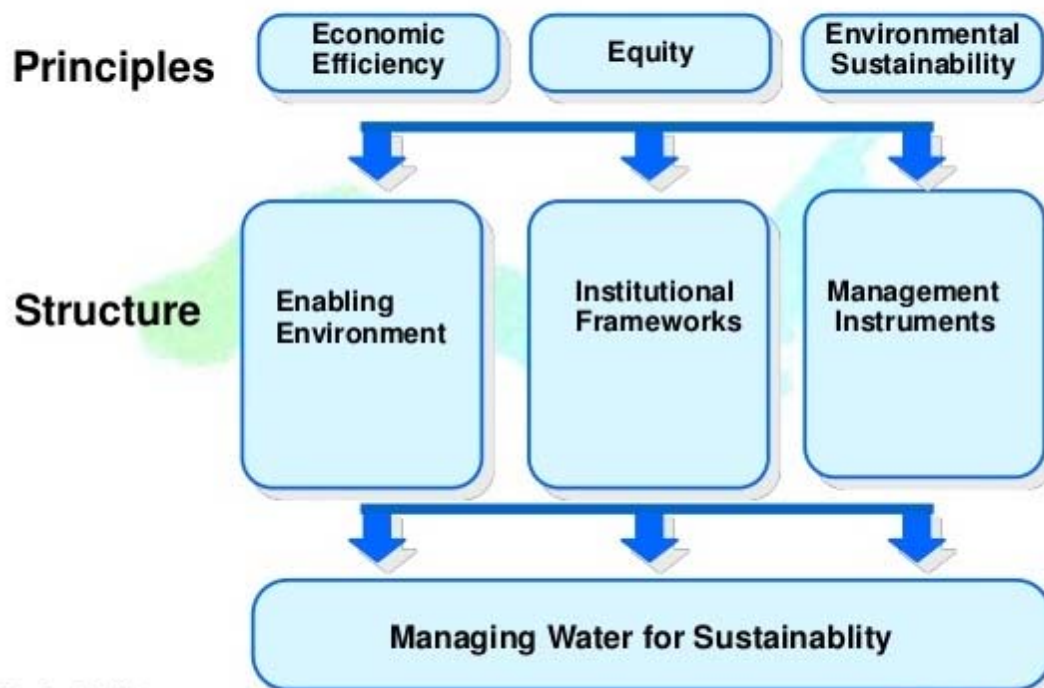 Principles
Economic
Efficiency
Equity
Environmental
Sustainability
Structure
Enabling
Environment
Institutional
Frameworks
Management
Instruments
Managing Water for Sustainablity